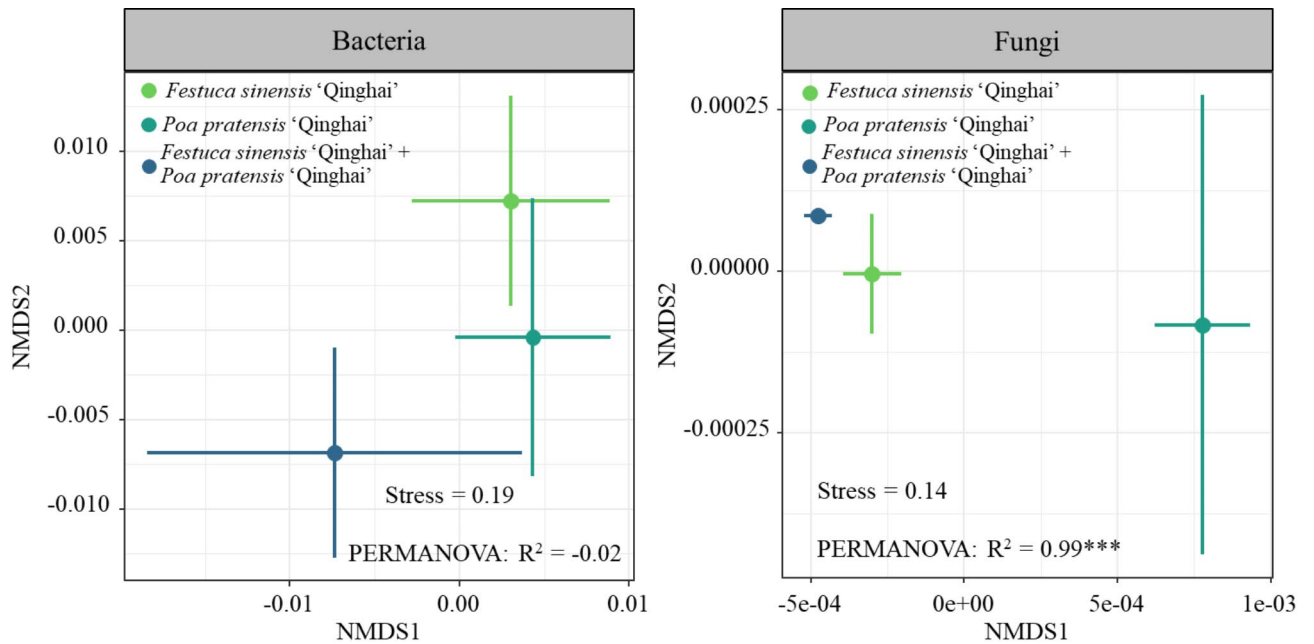 Bacteria
Festuca sinensis ‘Qinghai’
Poa pratensis ‘Qinghai’
Festuca sinensis ‘Qinghai’ +
Poa pratensis ‘Qinghai’
0.010
0.005
0.000
-0.005
-0.010
NMDS2
Stress = 0.19
PERMANOVA: R² = -0.02
-0.01
0.00
0.01
NMDS1
Fungi
Festuca sinensis ‘Qinghai’
Poa pratensis ‘Qinghai’
Festuca sinensis ‘Qinghai’ +
Poa pratensis ‘Qinghai’
0.00025
0.00000
-0.00025
NMDS2
Stress = 0.14
PERMANOVA: R² = 0.99***
-5e-04
0e+00
5e-04
1e-03
NMDS1